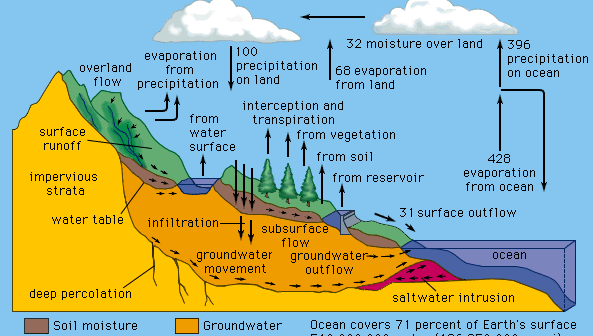 32 moisture over land
100
precipitation
on land
396
precipitation
on ocean
evaporation
from
precipitation
overland
flow
68 evaporation
from land
interception and
transpiration
from
water
surface
from vegetation
surface
runoff
from soil
428
evaporation
from ocean
impervious
strata
from reservoir
water table
infiltration
31 surface outflow
subsurface
flow
groundwater
movement
groundwater
outflow
ocean
deep percolation
saltwater intrusion
Soil moisture
Groundwater
Ocean covers 71 percent of Earth's surface